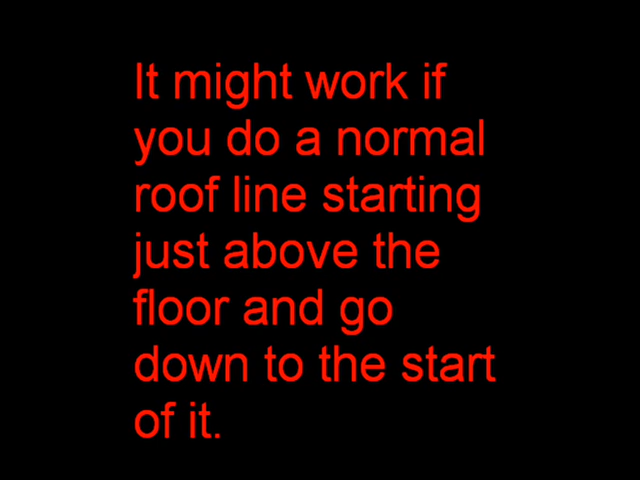 It might work if
you do a normal
roof line starting
just above the
floor and go
down to the start
of it.